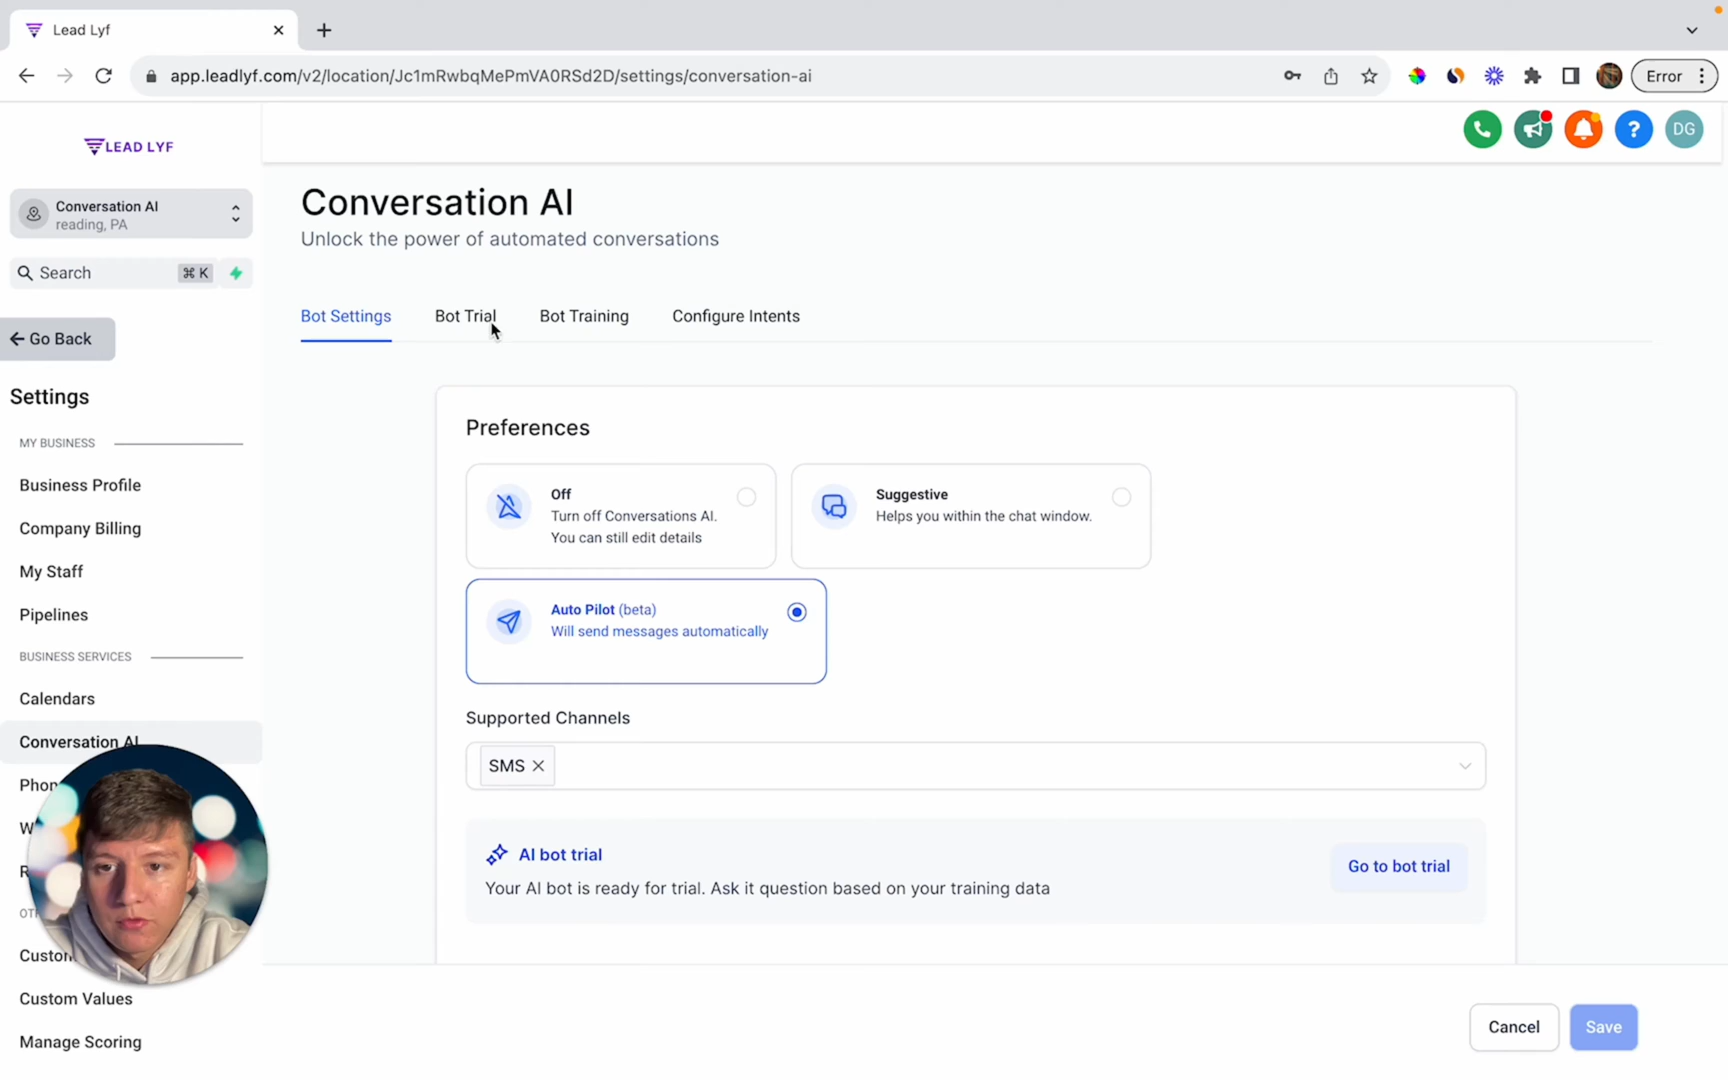 Lead Lyf
app.leadlyf.com/v2/location/Jc1mRwbqMePmVA0RSd2D/settings/conversation-ai
Error
LEAD LYF
DG
Conversation AI
reading, PA
Search
⌘ K
Go Back
Settings
MY BUSINESS
Business Profile
Company Billing
My Staff
Pipelines
BUSINESS SERVICES
Calendars
Conversation AI
Custom Values
Manage Scoring
Conversation AI
Unlock the power of automated conversations
Bot Settings
Bot Trial
Bot Training
Configure Intents
Preferences
Off
Turn off Conversations AI.
You can still edit details
Suggestive
Helps you within the chat window.
Auto Pilot (beta)
Will send messages automatically
Supported Channels
SMS
AI bot trial
Your AI bot is ready for trial. Ask it question based on your training data
Go to bot trial
Cancel
Save